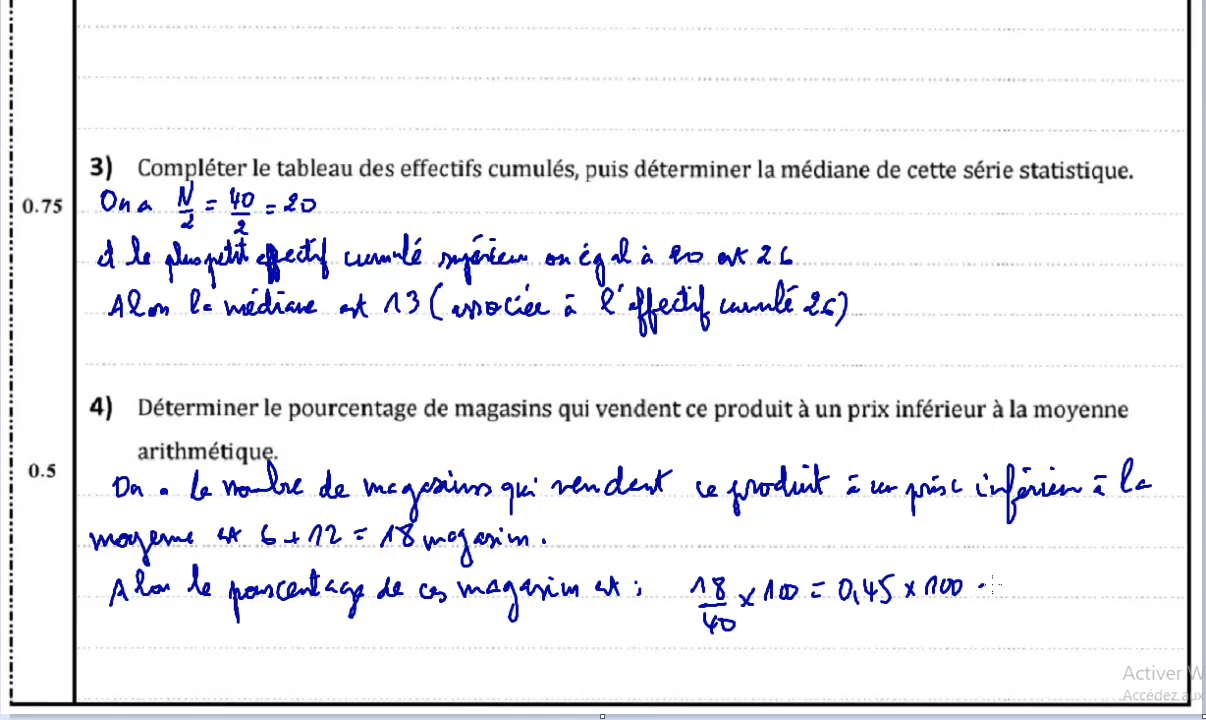 3) Compléter le tableau des effectifs cumulés, puis déterminer la médiane de cette série statistique.
0.75
On a N/2 = 40/2 = 20
et le plus petit effectif cumulé supérieur ou égal à 20 est 26
Alors la médiane est 13 (associée à l'effectif cumulé 26)
4) Déterminer le pourcentage de magasins qui vendent ce produit à un prix inférieur à la moyenne
arithmétique.
0.5
On a le nombre de magasins qui vendent ce produit à un prix inférieur à la
moyenne est 6 + 12 = 18 magasins.
Alors le pourcentage de ces magasins est : 18/40 × 100 = 0,45 × 100
Activer W
Accédez aux